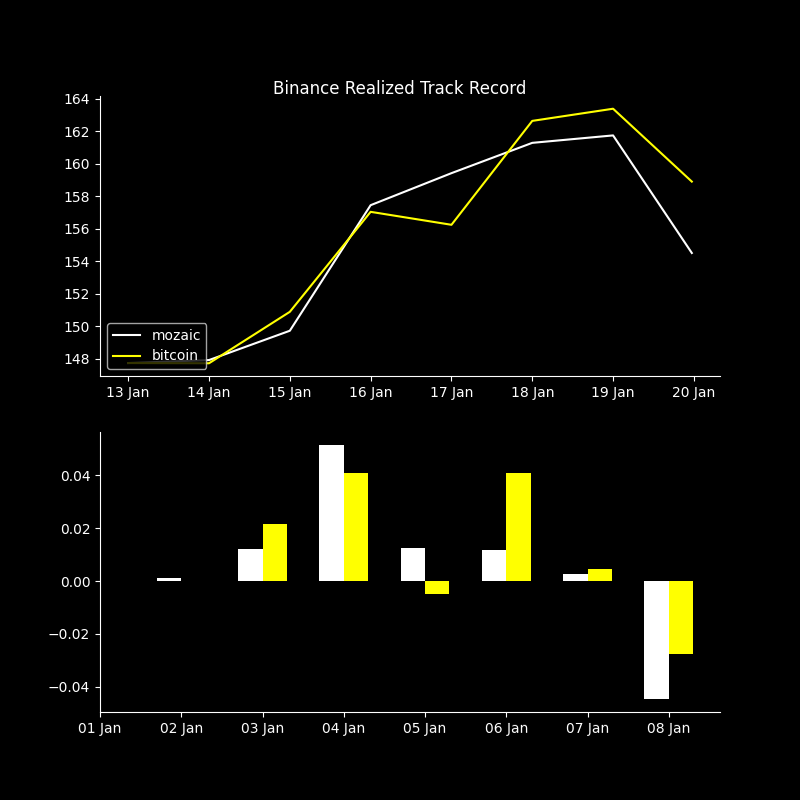 Binance Realized Track Record
164
162
160
158
156
154
152
150
148
mozaic
bitcoin
13 Jan 14 Jan 15 Jan 16 Jan 17 Jan 18 Jan 19 Jan 20 Jan
0.04
0.02
0.00
−0.02
−0.04
01 Jan 02 Jan 03 Jan 04 Jan 05 Jan 06 Jan 07 Jan 08 Jan